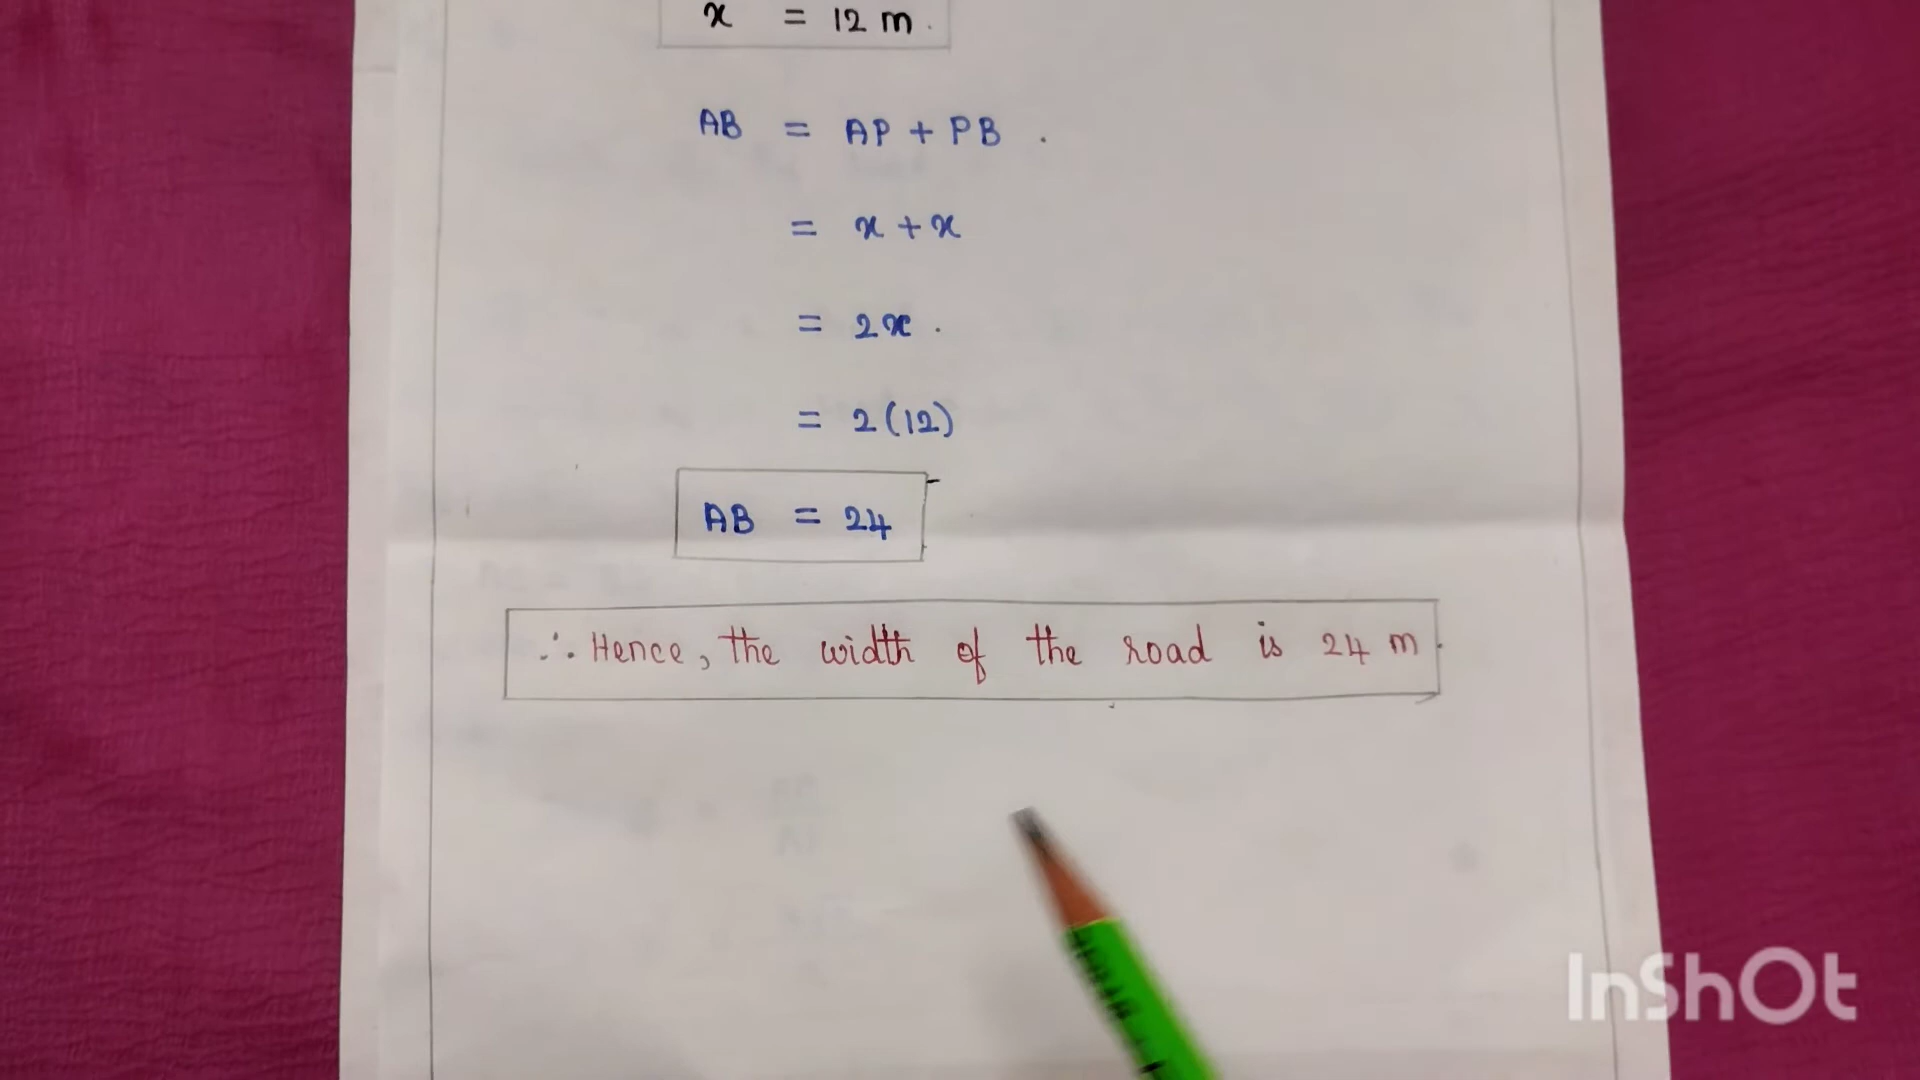 x = 12 m.
AB = AP + PB .
= x + x
= 2x .
= 2(12)
AB = 24
∴ Hence, the width of the road is 24 m.
InShOt